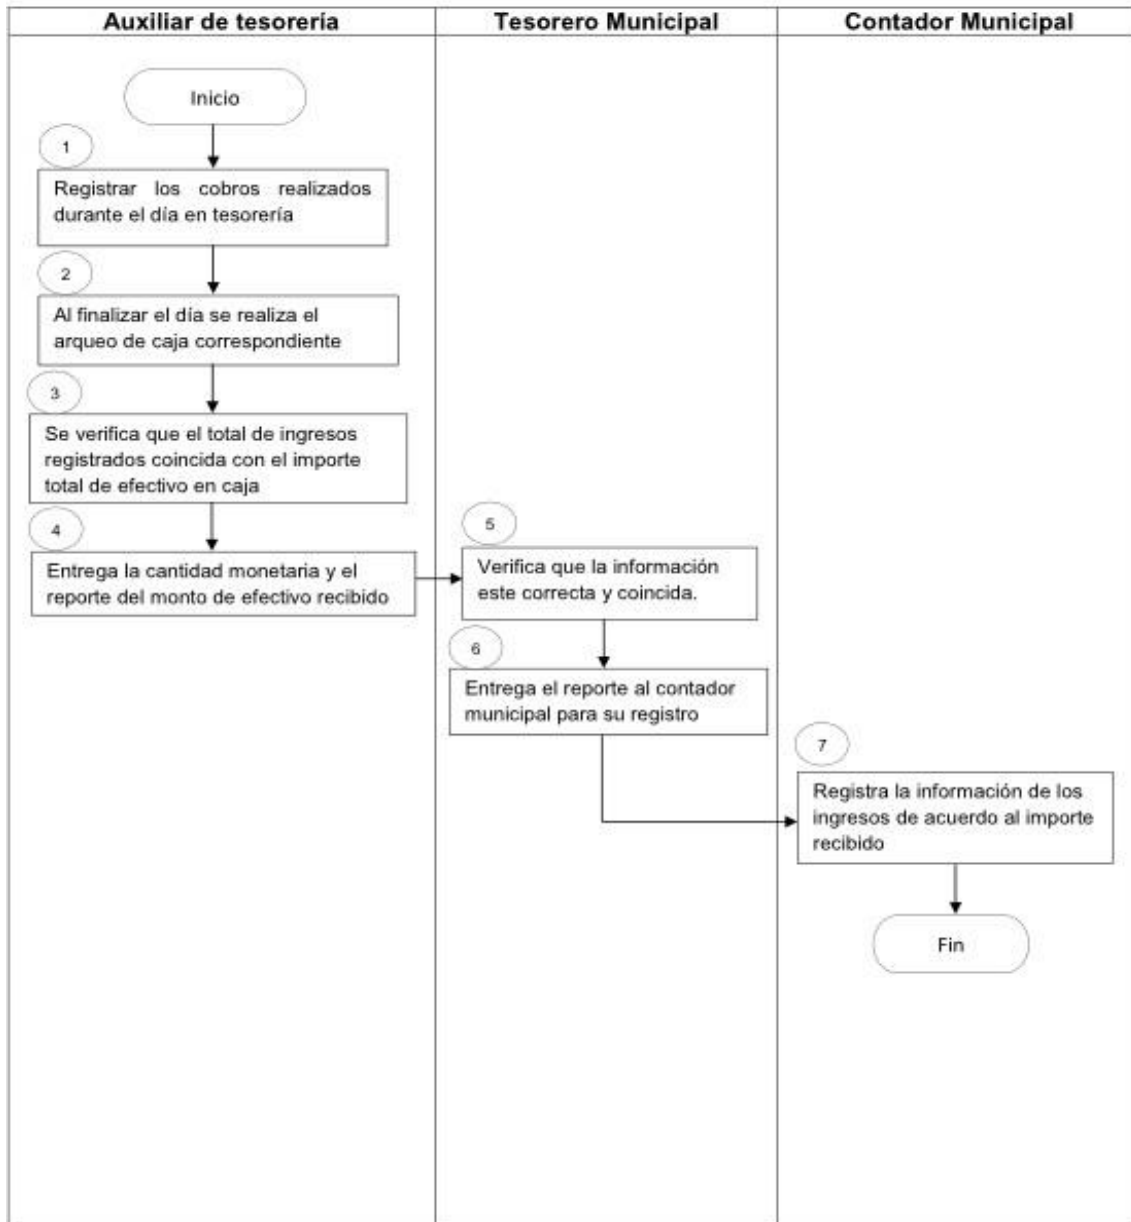 Auxiliar de tesorería
Tesorero Municipal
Contador Municipal
Inicio
1
Registrar los cobros realizados
durante el día en tesorería
2
Al finalizar el día se realiza el
arqueo de caja correspondiente
3
Se verifica que el total de ingresos
registrados coincida con el importe
total de efectivo en caja
4
Entrega la cantidad monetaria y el
reporte del monto de efectivo recibido
5
Verifica que la información
este correcta y coincida.
6
Entrega el reporte al contador
municipal para su registro
7
Registra la información de los
ingresos de acuerdo al importe
recibido
Fin